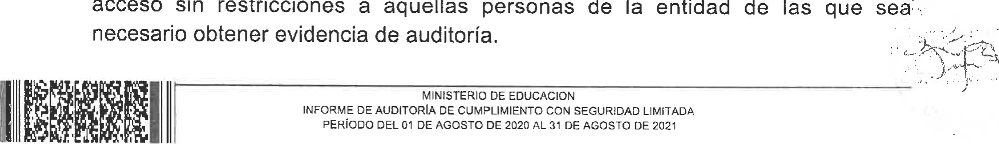 acceso sin restricciones a aquellas personas de la entidad de las que sea
necesario obtener evidencia de auditoría.
MINISTERIO DE EDUCACION
INFORME DE AUDITORÍA DE CUMPLIMIENTO CON SEGURIDAD LIMITADA
PERÍODO DEL 01 DE AGOSTO DE 2020 AL 31 DE AGOSTO DE 2021